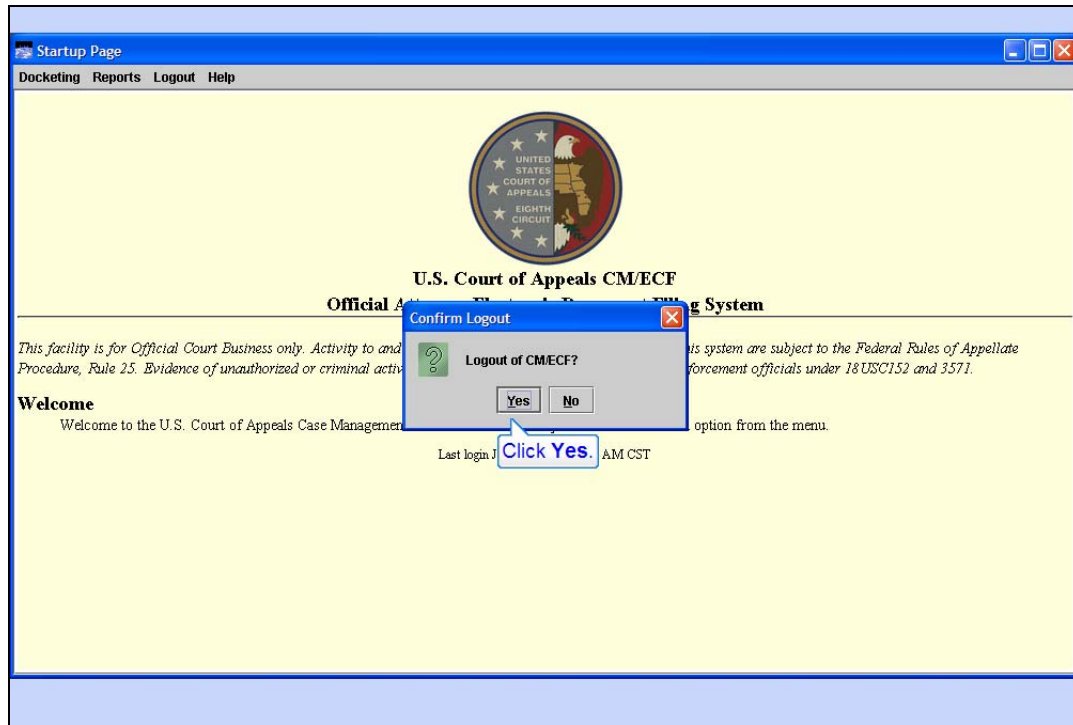 Startup Page
Docketing Reports Logout Help
UNITED
STATES
COURT OF
APPEALS
EIGHTH
CIRCUIT
U.S. Court of Appeals CM/ECF
Official A g System
Confirm Logout
This facility is for Official Court Business only. Activity to and is system are subject to the Federal Rules of Appellate
Logout of CM/ECF?
Procedure, Rule 25. Evidence of unauthorized or criminal activ forcement officials under 18 USC152 and 3571.
Yes No
Welcome
Welcome to the U.S. Court of Appeals Case Managemen option from the menu.
Click Yes.
Last login J AM CST